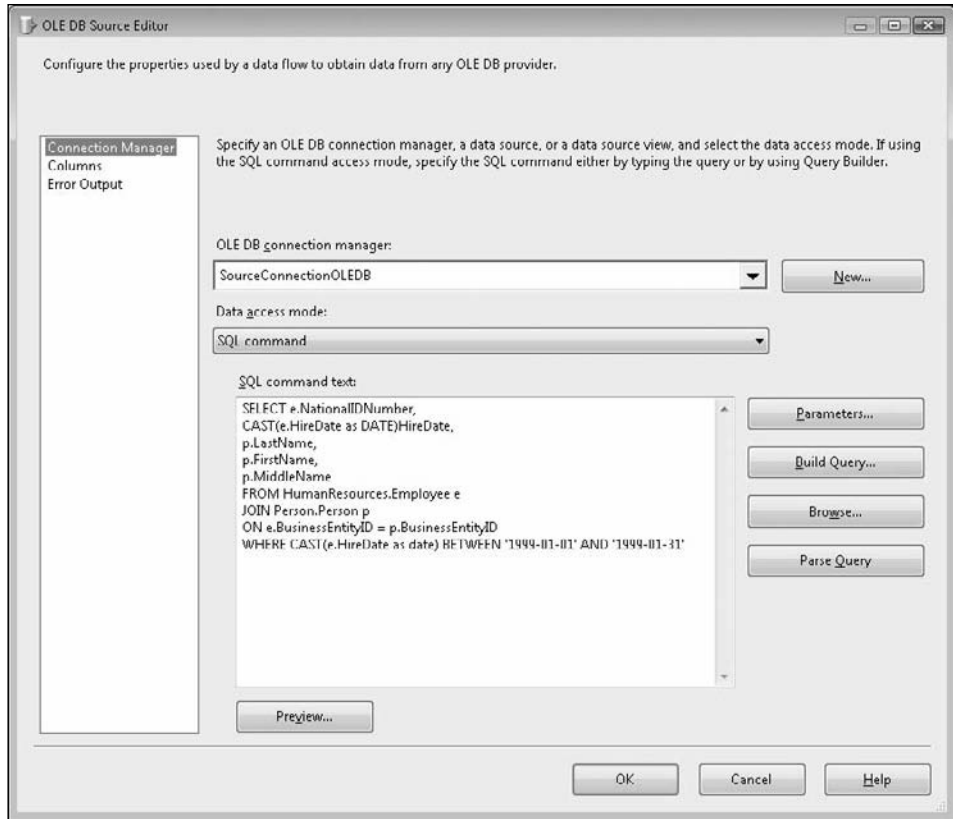 OLE DB Source Editor
Configure the properties used by a data flow to obtain data from any OLE DB provider.
Connection Manager
Columns
Error Output
Specify an OLE DB connection manager, a data source, or a data source view, and select the data access mode. If using
the SQL command access mode, specify the SQL command either by typing the query or by using Query Builder.
OLE DB connection manager:
SourceConnectionOLEDB
New...
Data access mode:
SQL command
SQL command text:
SELECT e.NationalIDNumber,
CAST(e.HireDate as DATE)HireDate,
p.LastName,
p.FirstName,
p.MiddleName
FROM HumanResources.Employee e
JOIN Person.Person p
ON e.BusinessEntityID = p.BusinessEntityID
WHERE CAST(e.HireDate as date) BETWEEN '1999-01-01' AND '1999-01-31'
Parameters...
Build Query...
Browse...
Parse Query
Preview...
OK
Cancel
Help